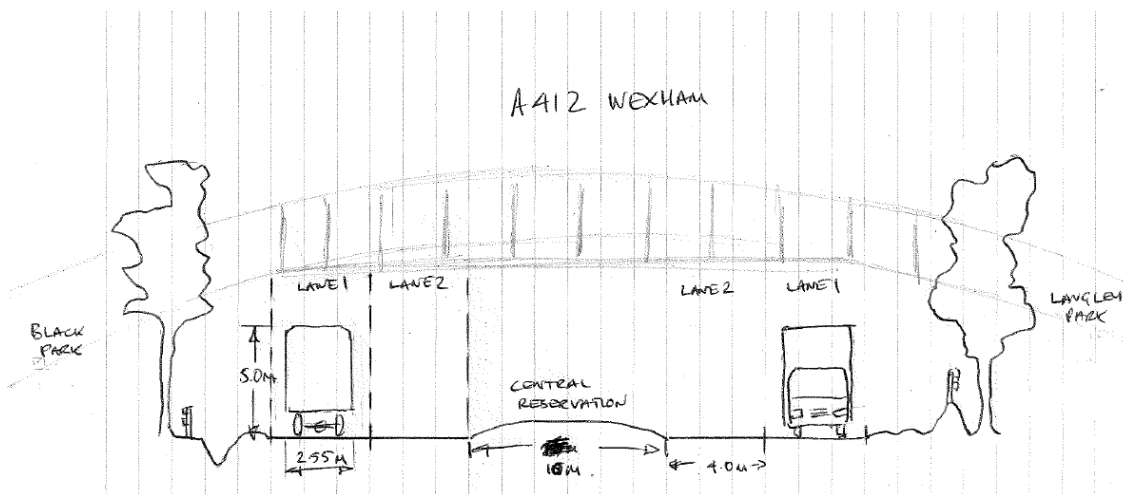 A412 WEXHAM
LANE 1
LANE 2
LANE 2
LANE 1
BLACK
PARK
LANGLEY
PARK
5.0M
CENTRAL
RESERVATION
2.55M
4.0M